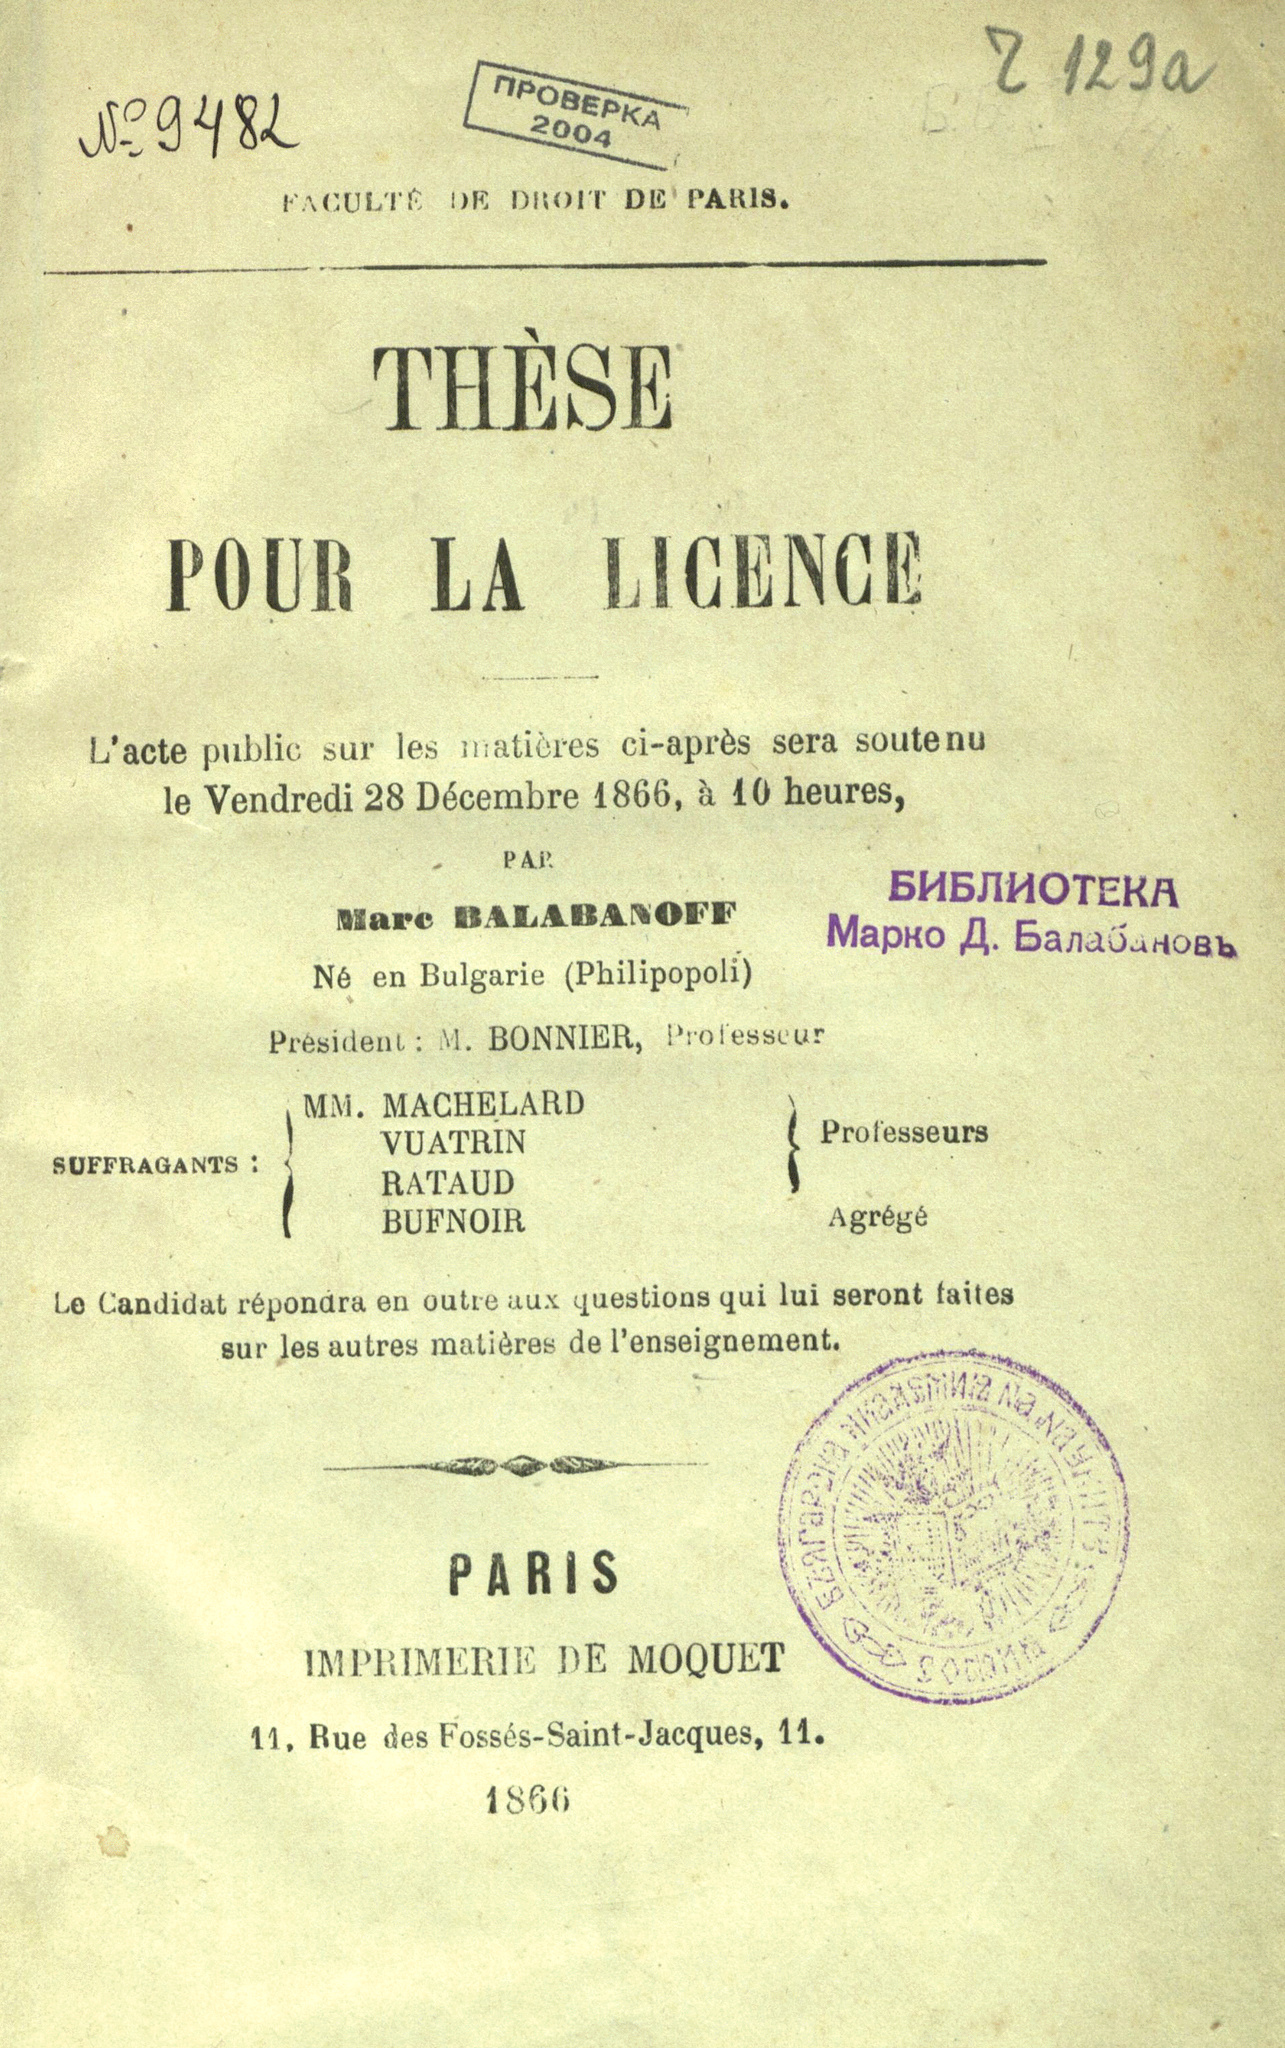 № 9482
ПРОВЕРКА
2004
129а
FACULTÉ DE DROIT DE PARIS.
THÈSE
POUR LA LICENCE
L'acte public sur les matières ci-après sera soutenu
le Vendredi 28 Décembre 1866, à 10 heures,
PAR
Marc BALABANOFF
БИБЛИОТЕКА
Марко Д. Балабановъ
Né en Bulgarie (Philipopoli)
Président : M. BONNIER, Professeur
SUFFRAGANTS :
MM. MACHELARD
VUATRIN
RATAUD
Professeurs
BUFNOIR Agrégé
Le Candidat répondra en outre aux questions qui lui seront faites
sur les autres matières de l'enseignement.
PARIS
IMPRIMERIE DE MOQUET
11, Rue des Fossés-Saint-Jacques, 11.
1866